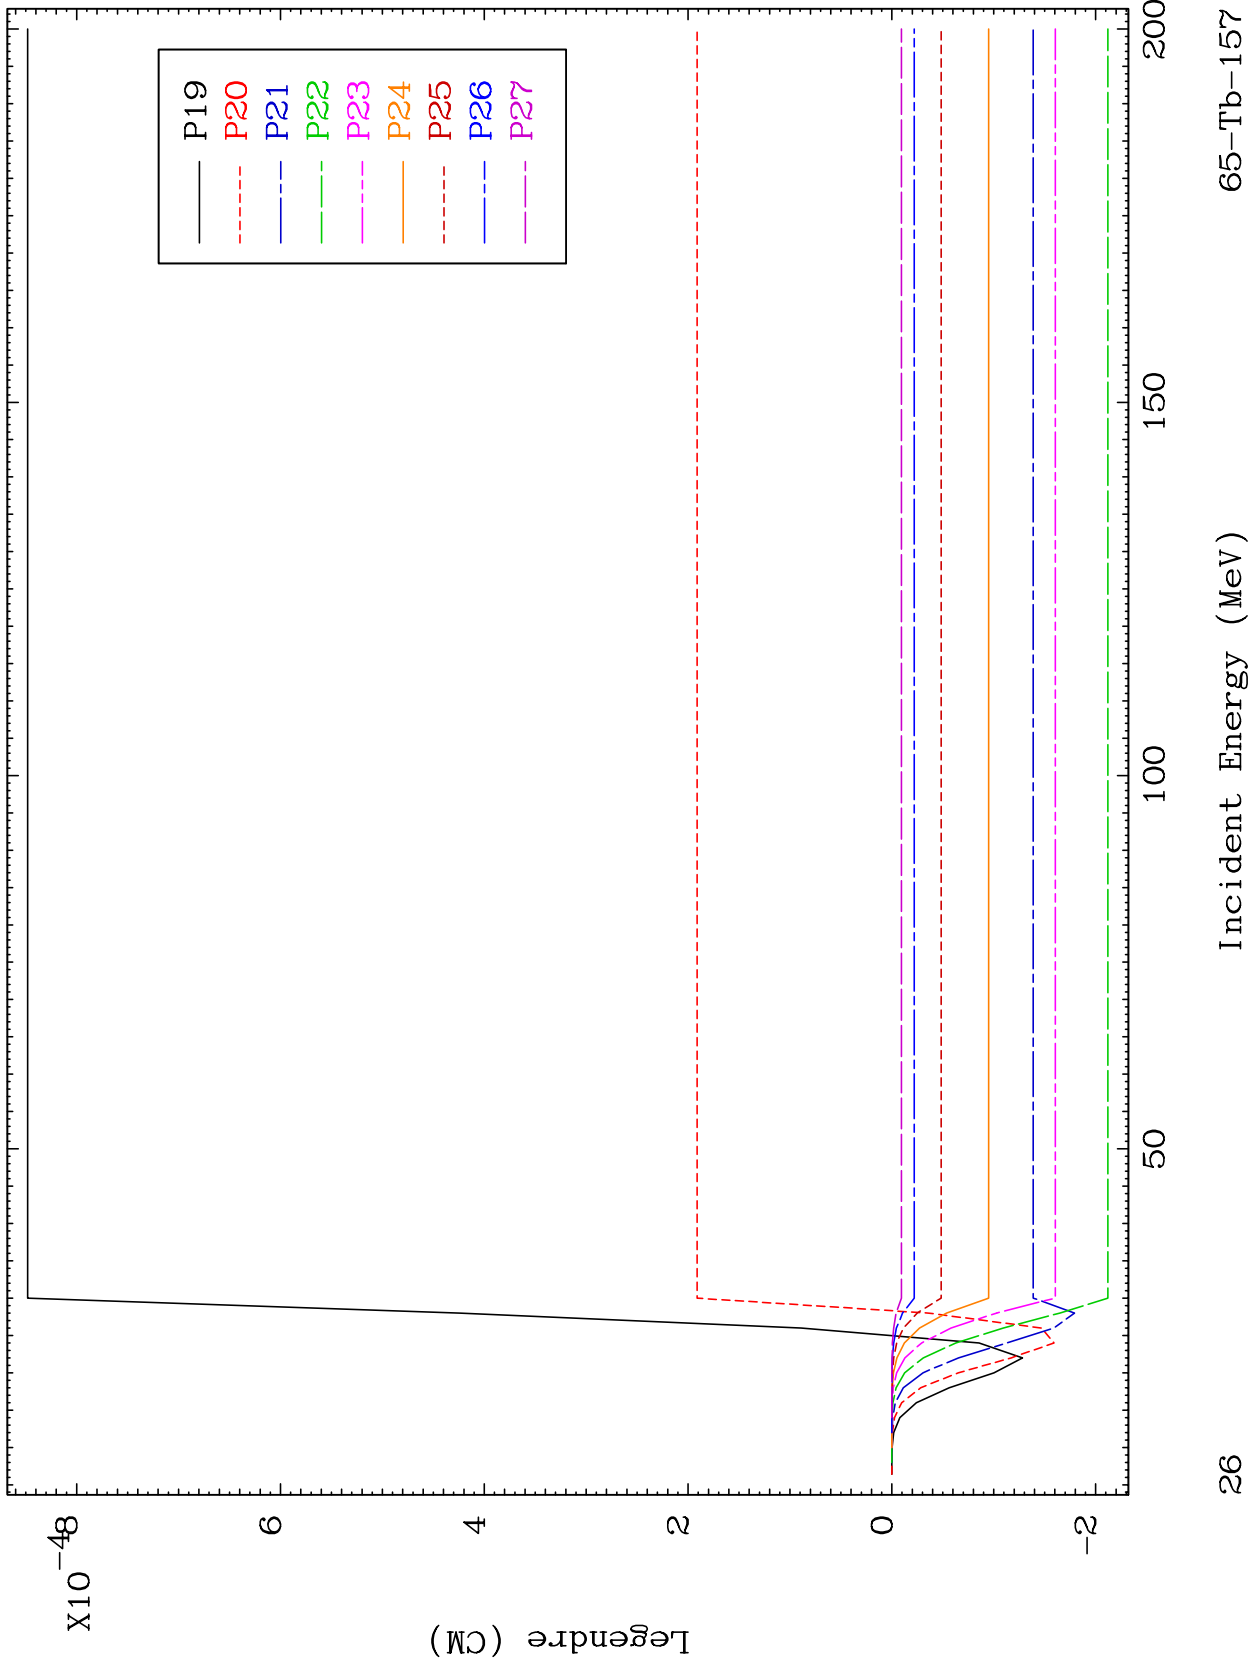 X10
-4
8
6
4
2
0
-2
Legendre (CM)
P19
P20
P21
P22
P23
P24
P25
P26
P27
50
100
150
200
26
Incident Energy (MeV)
65-Tb-157